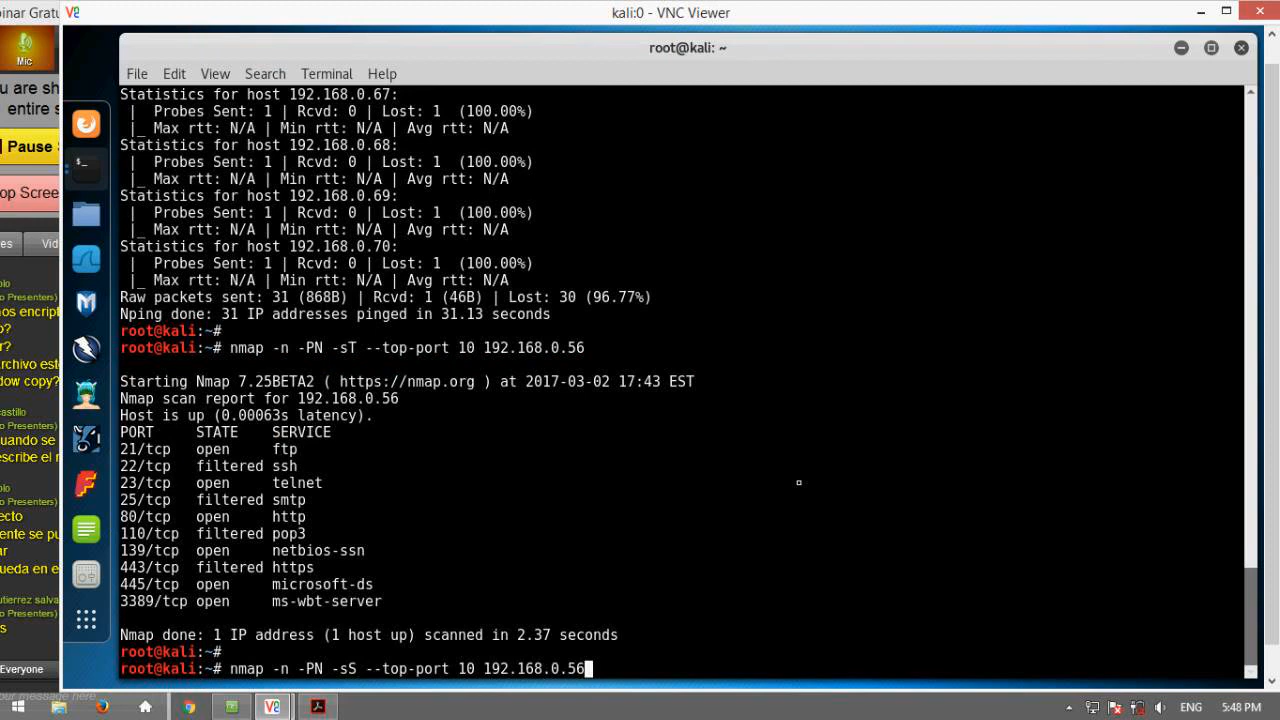 inar Gratu
kali:0 - VNC Viewer
root@kali: ~
Mic
File Edit View Search Terminal Help
u are sh
entire s
Pause S
op Scree
es Vid
olo
o Presenters)
nos encript
o?
r?
archivo est
dow copy?
castillo
o Presenters)
uando se
scribe el r
o Presenters)
ecto
ente se pu
ar
ueda en e
utierrez salva
o Presenters)
s
Everyone
your message here
Statistics for host 192.168.0.67:
| Probes Sent: 1 | Rcvd: 0 | Lost: 1 (100.00%)
|_ Max rtt: N/A | Min rtt: N/A | Avg rtt: N/A
Statistics for host 192.168.0.68:
| Probes Sent: 1 | Rcvd: 0 | Lost: 1 (100.00%)
|_ Max rtt: N/A | Min rtt: N/A | Avg rtt: N/A
Statistics for host 192.168.0.69:
| Probes Sent: 1 | Rcvd: 0 | Lost: 1 (100.00%)
|_ Max rtt: N/A | Min rtt: N/A | Avg rtt: N/A
Statistics for host 192.168.0.70:
| Probes Sent: 1 | Rcvd: 0 | Lost: 1 (100.00%)
|_ Max rtt: N/A | Min rtt: N/A | Avg rtt: N/A
Raw packets sent: 31 (868B) | Rcvd: 1 (46B) | Lost: 30 (96.77%)
Nping done: 31 IP addresses pinged in 31.13 seconds
root@kali:~#
root@kali:~# nmap -n -PN -sT --top-port 10 192.168.0.56
Starting Nmap 7.25BETA2 ( https://nmap.org ) at 2017-03-02 17:43 EST
Nmap scan report for 192.168.0.56
Host is up (0.00063s latency).
PORT STATE SERVICE
21/tcp open ftp
22/tcp filtered ssh
23/tcp open telnet
25/tcp filtered smtp
80/tcp open http
110/tcp filtered pop3
139/tcp open netbios-ssn
443/tcp filtered https
445/tcp open microsoft-ds
3389/tcp open ms-wbt-server
Nmap done: 1 IP address (1 host up) scanned in 2.37 seconds
root@kali:~#
root@kali:~# nmap -n -PN -sS --top-port 10 192.168.0.56
ENG 5:48 PM